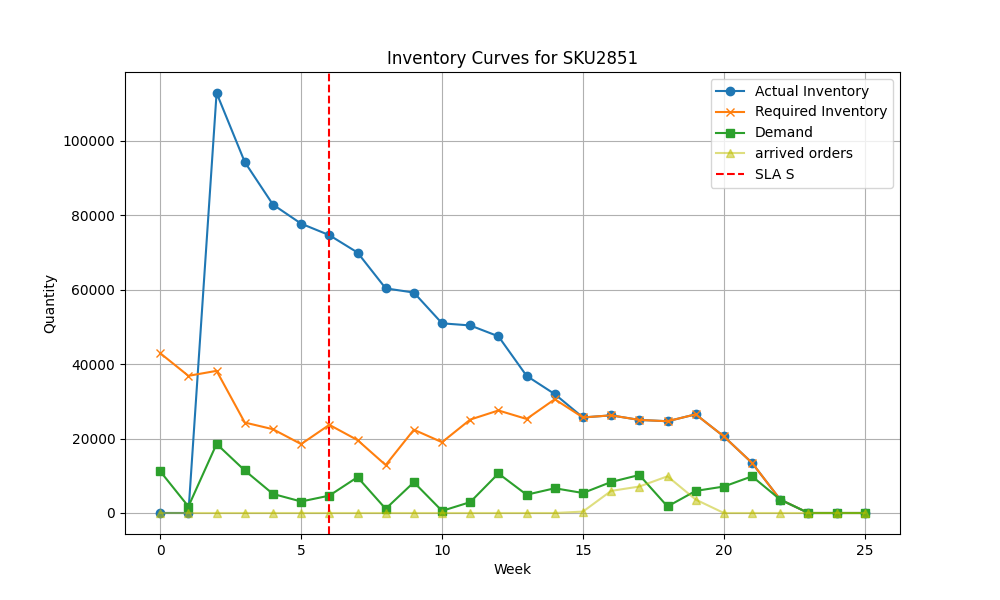 Inventory Curves for SKU2851
Actual Inventory
Required Inventory
Demand
arrived orders
SLA S
Quantity
100000
80000
60000
40000
20000
0
0 5 10 15 20 25
Week